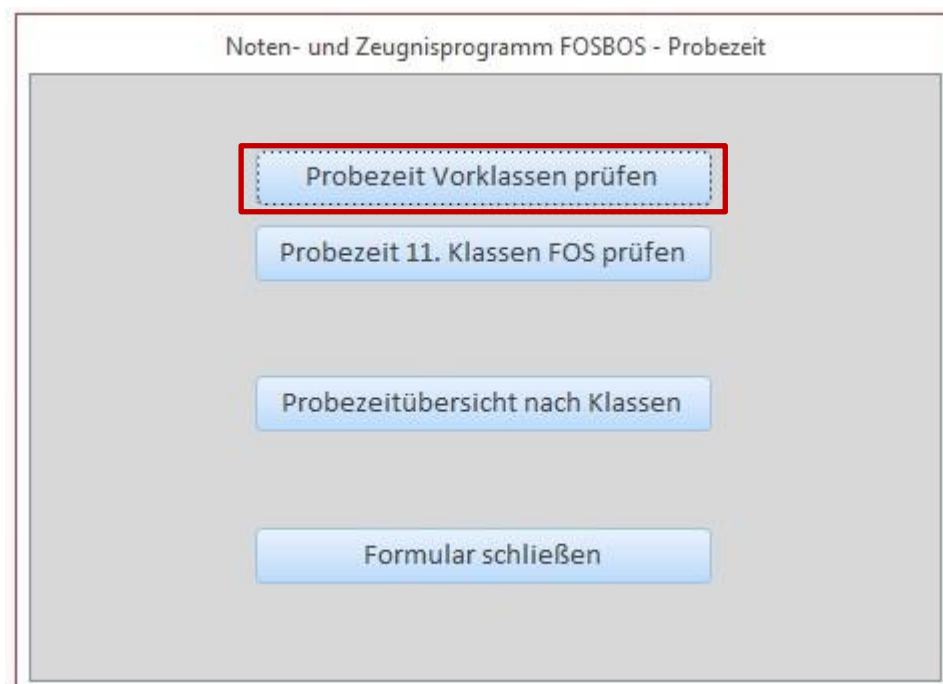 Noten- und Zeugnisprogramm FOSBOS - Probezeit
Probezeit Vorklassen prüfen
Probezeit 11. Klassen FOS prüfen
Probezeitübersicht nach Klassen
Formular schließen